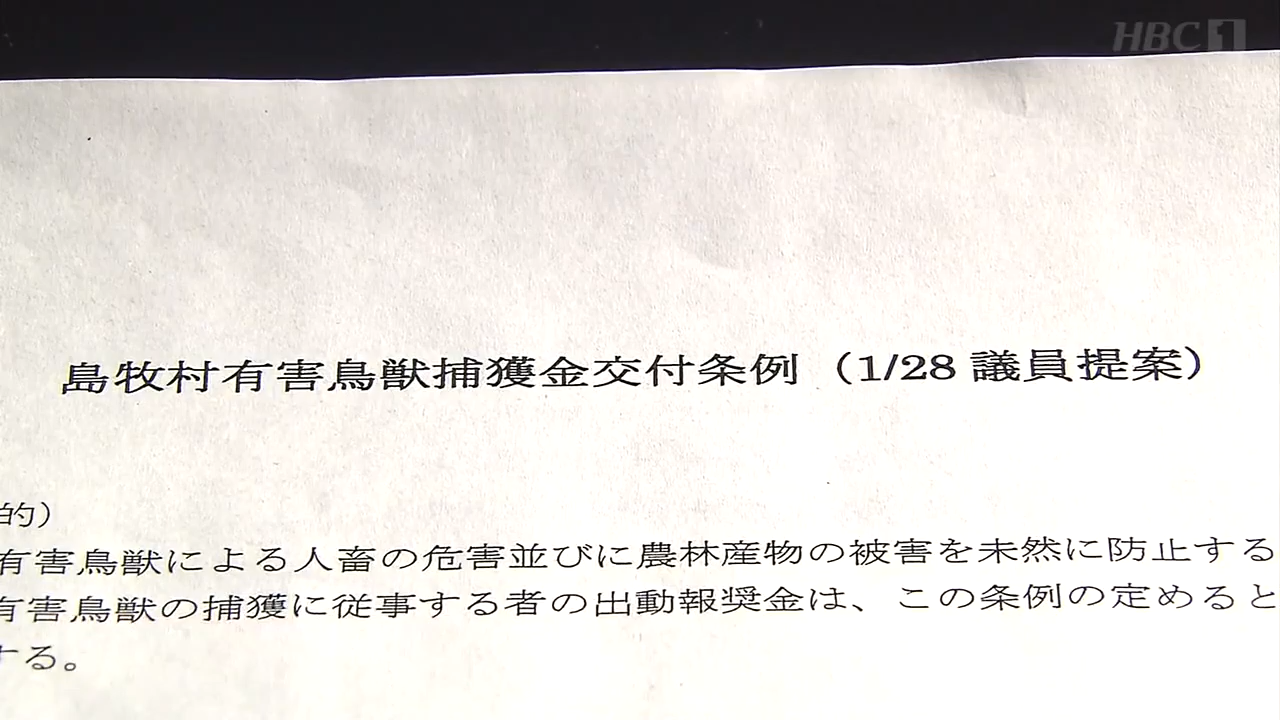 HBC1
島牧村有害鳥獣捕獲金交付条例（1/28 議員提案）
的）
有害鳥獣による人畜の危害並びに農林産物の被害を未然に防止する
有害鳥獣の捕獲に従事する者の出動報奨金は、この条例の定めると
する。